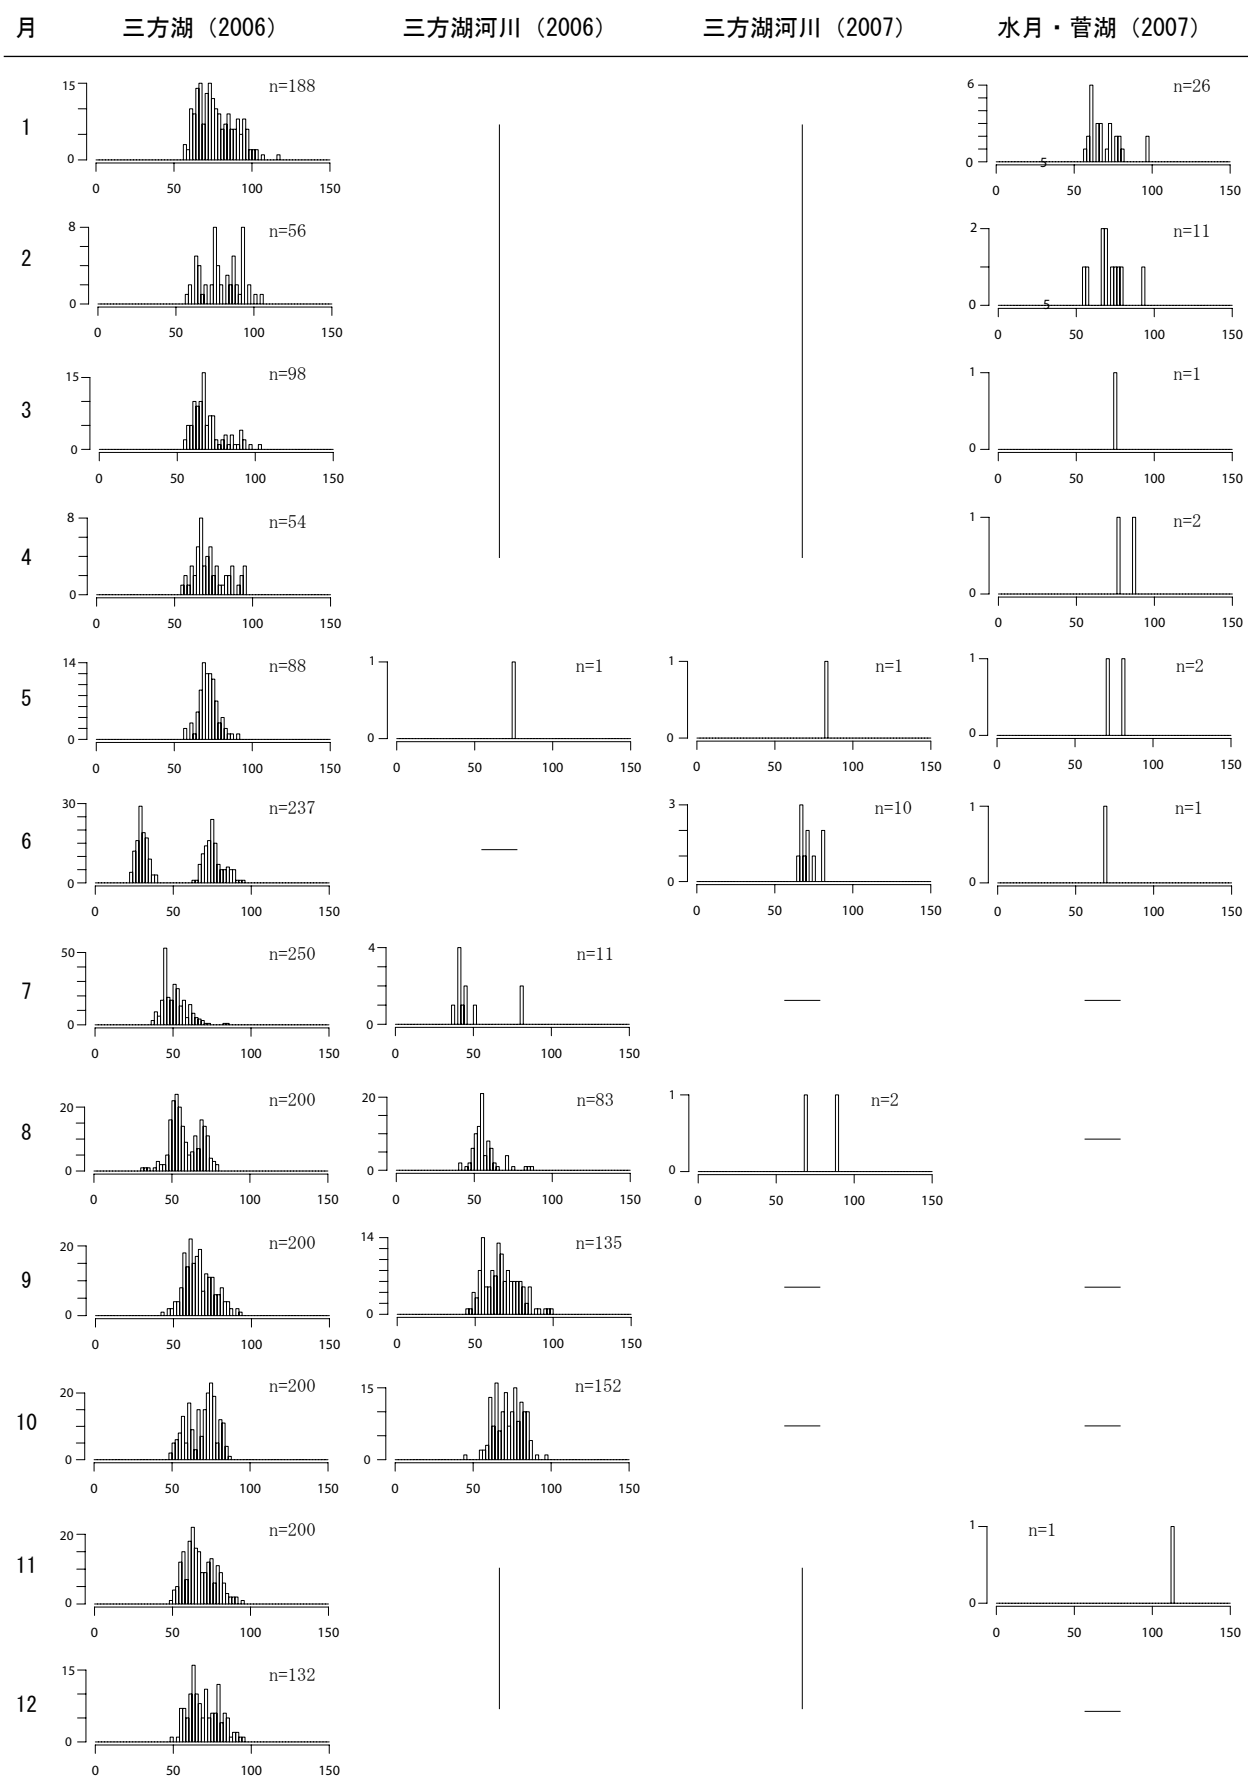 月 三方湖（2006） 三方湖河川（2006） 三方湖河川（2007） 水月・菅湖（2007）
1
15 0 n=188 0 50 100 150
6 0 5 n=26 0 50 100 150
2
8 0 n=56 0 50 100 150
2 0 5 n=11 0 50 100 150
3
15 0 n=98 0 50 100 150
1 0 n=1 0 50 100 150
4
8 0 n=54 0 50 100 150
1 0 n=2 0 50 100 150
5
14 0 n=88 0 50 100 150
1 0 n=1 0 50 100 150
1 0 n=1 0 50 100 150
1 0 n=2 0 50 100 150
6
30 0 n=237 0 50 100 150
3 0 n=10 0 50 100 150
1 0 n=1 0 50 100 150
7
50 0 n=250 0 50 100 150
4 0 n=11 0 50 100 150
8
20 0 n=200 0 50 100 150
20 0 n=83 0 50 100 150
1 0 n=2 0 50 100 150
9
20 0 n=200 0 50 100 150
14 0 n=135 0 50 100 150
10
20 0 n=200 0 50 100 150
15 0 n=152 0 50 100 150
11
20 0 n=200 0 50 100 150
1 0 n=1 0 50 100 150
12
15 0 n=132 0 50 100 150